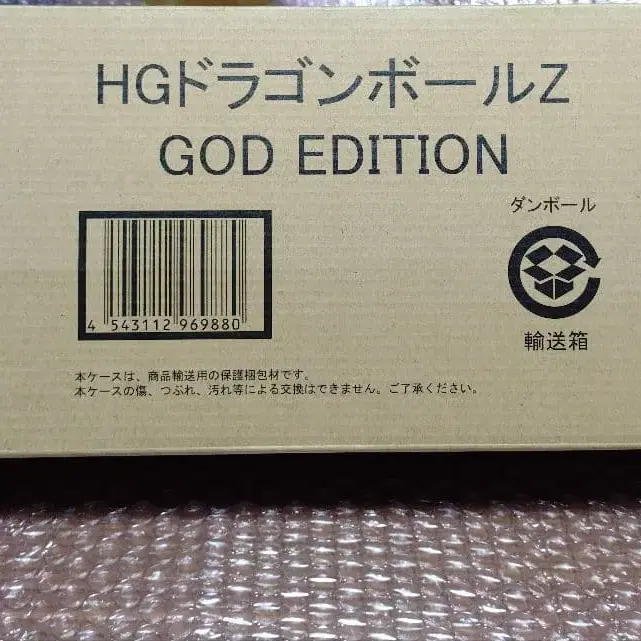 HGドラゴンボールZ
GOD EDITION
ダンボール
4 543112 969880
輸送箱
本ケースは、商品輸送用の保護梱包材です。
本ケースの傷、つぶれ、汚れ等による交換はできません。ご了承ください。